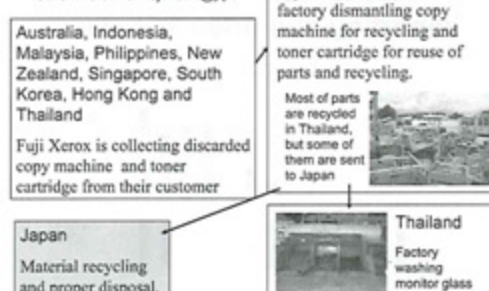 Australia, Indonesia,
Malaysia, Philippines, New
Zealand, Singapore, South
Korea, Hong Kong and
Thailand
Fuji Xerox is collecting discarded
copy machine and toner
cartridge from their customer
factory dismantling copy
machine for recycling and
toner cartridge for reuse of
parts and recycling.
Most of parts
are recycled
in Thailand,
but some of
them are sent
to Japan
Japan
Material recycling
and proper disposal.
Thailand
Factory
washing
monitor glass